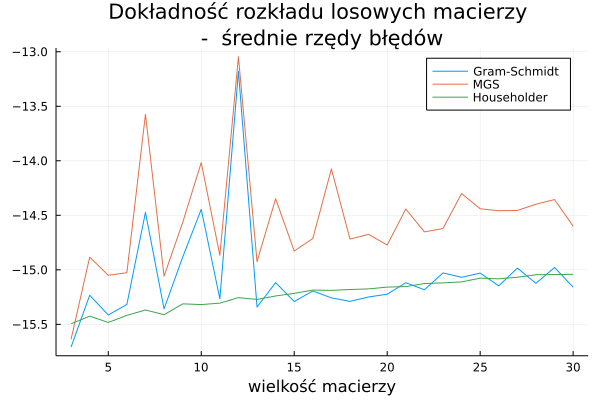 Dokładność rozkładu losowych macierzy
- średnie rzędy błędów
Gram-Schmidt
MGS
Householder
−13.0
−13.5
−14.0
−14.5
−15.0
−15.5
5
10
15
20
25
30
wielkość macierzy